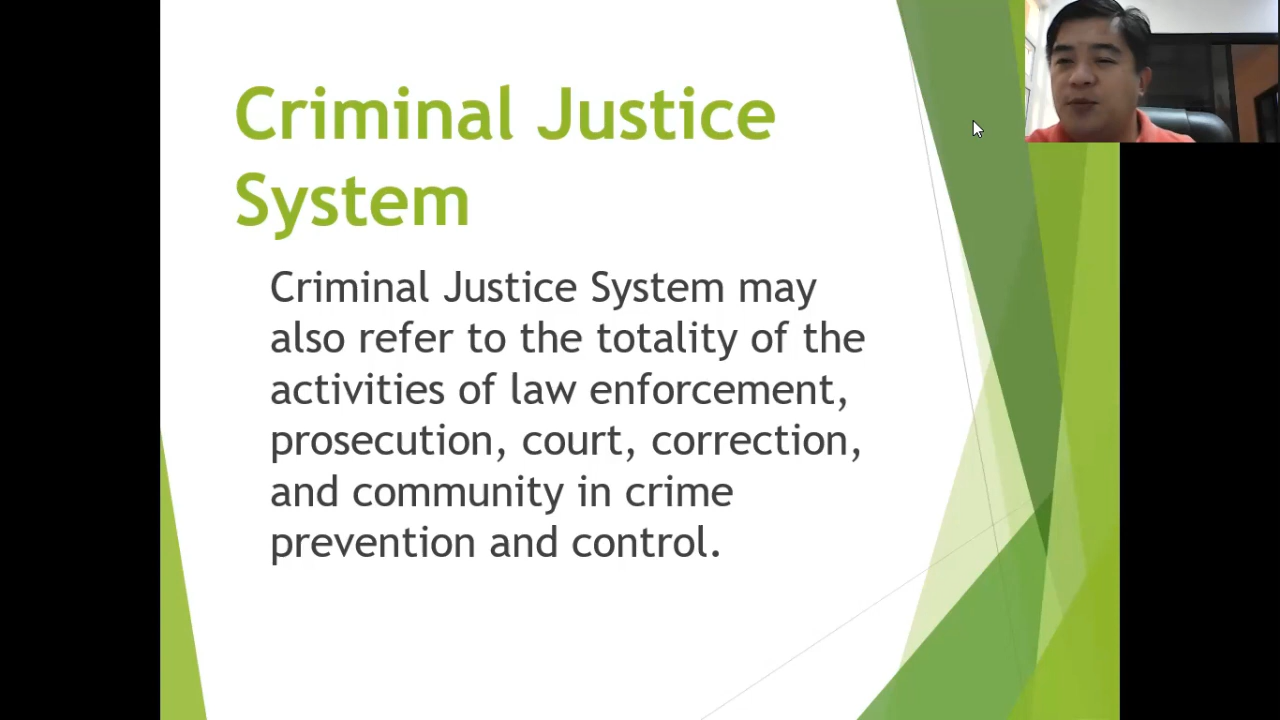 Criminal Justice
System
Criminal Justice System may
also refer to the totality of the
activities of law enforcement,
prosecution, court, correction,
and community in crime
prevention and control.